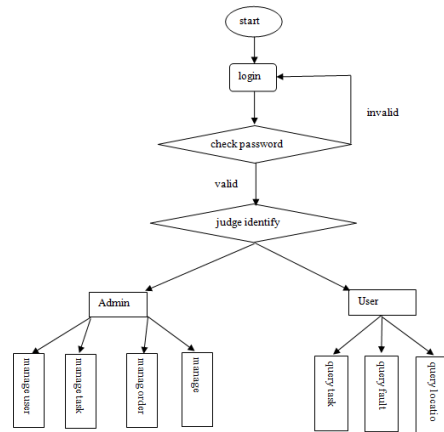 start
login
invalid
check password
valid
judge identify
Admin
User
manage user
manage task
manag order
manage
query task
query fault
query locatio